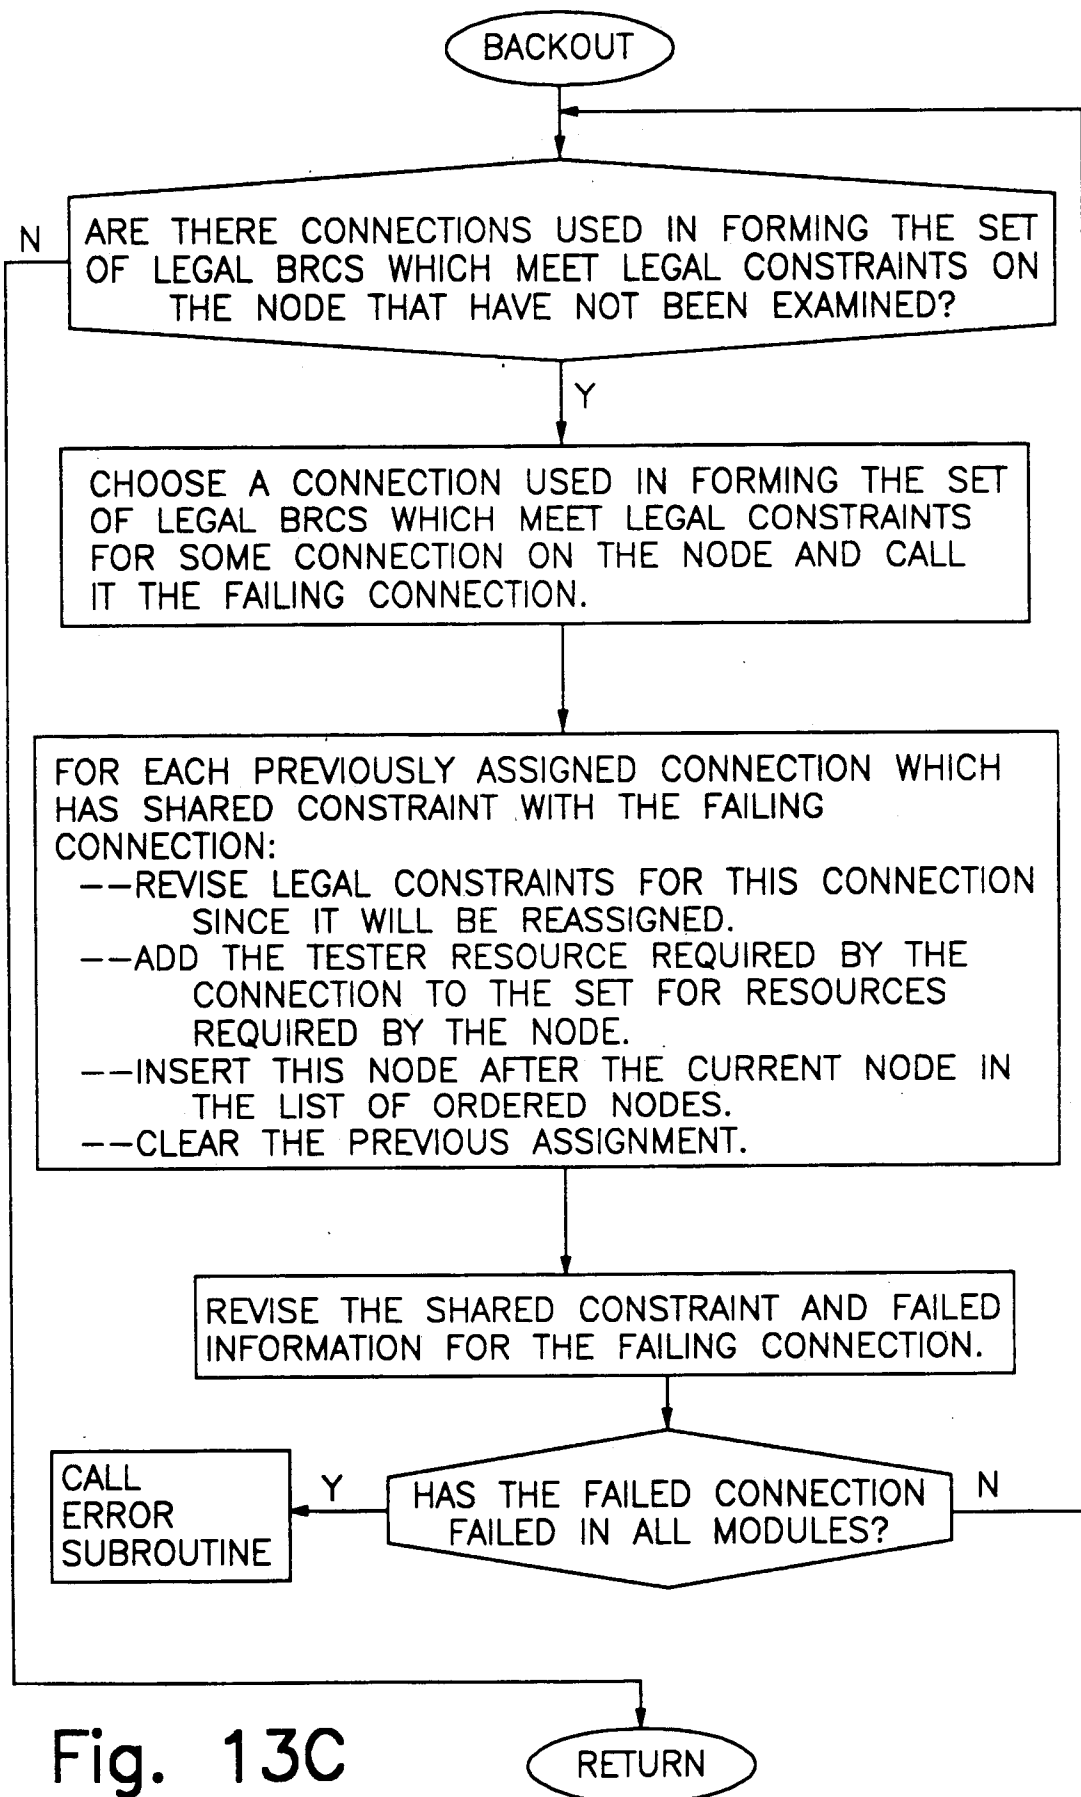 BACKOUT
N
ARE THERE CONNECTIONS USED IN FORMING THE SET
OF LEGAL BRCS WHICH MEET LEGAL CONSTRAINTS ON
THE NODE THAT HAVE NOT BEEN EXAMINED?
Y
CHOOSE A CONNECTION USED IN FORMING THE SET
OF LEGAL BRCS WHICH MEET LEGAL CONSTRAINTS
FOR SOME CONNECTION ON THE NODE AND CALL
IT THE FAILING CONNECTION.
FOR EACH PREVIOUSLY ASSIGNED CONNECTION WHICH
HAS SHARED CONSTRAINT WITH THE FAILING
CONNECTION:
--REVISE LEGAL CONSTRAINTS FOR THIS CONNECTION
SINCE IT WILL BE REASSIGNED.
--ADD THE TESTER RESOURCE REQUIRED BY THE
CONNECTION TO THE SET FOR RESOURCES
REQUIRED BY THE NODE.
--INSERT THIS NODE AFTER THE CURRENT NODE IN
THE LIST OF ORDERED NODES.
--CLEAR THE PREVIOUS ASSIGNMENT.
REVISE THE SHARED CONSTRAINT AND FAILED
INFORMATION FOR THE FAILING CONNECTION.
CALL
ERROR
SUBROUTINE
Y
HAS THE FAILED CONNECTION
FAILED IN ALL MODULES?
N
RETURN
Fig. 13C